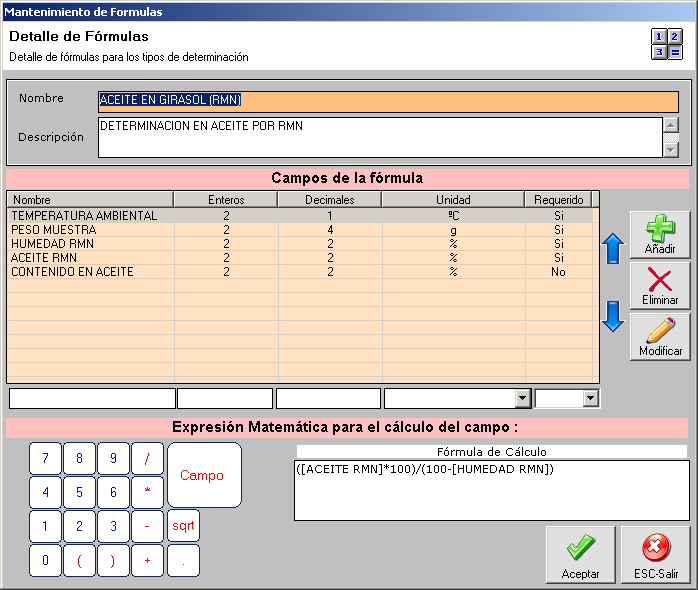 Mantenimiento de Formulas
Detalle de Fórmulas
Detalle de fórmulas para los tipos de determinación
1 2
3 =
Nombre ACEITE EN GIRASOL (RMN)
Descripción DETERMINACION EN ACEITE POR RMN
Campos de la fórmula
Nombre Enteros Decimales Unidad Requerido
TEMPERATURA AMBIENTAL 2 1 ºC Si
PESO MUESTRA 2 4 g Si
HUMEDAD RMN 2 2 % Si
ACEITE RMN 2 2 % Si
CONTENIDO EN ACEITE 2 2 % No
Añadir
Eliminar
Modificar
Expresión Matemática para el cálculo del campo :
7 8 9 / Campo
4 5 6 *
1 2 3 - sqrt
0 ( ) + .
Fórmula de Cálculo
([ACEITE RMN]*100)/(100-[HUMEDAD RMN])
Aceptar
ESC-Salir